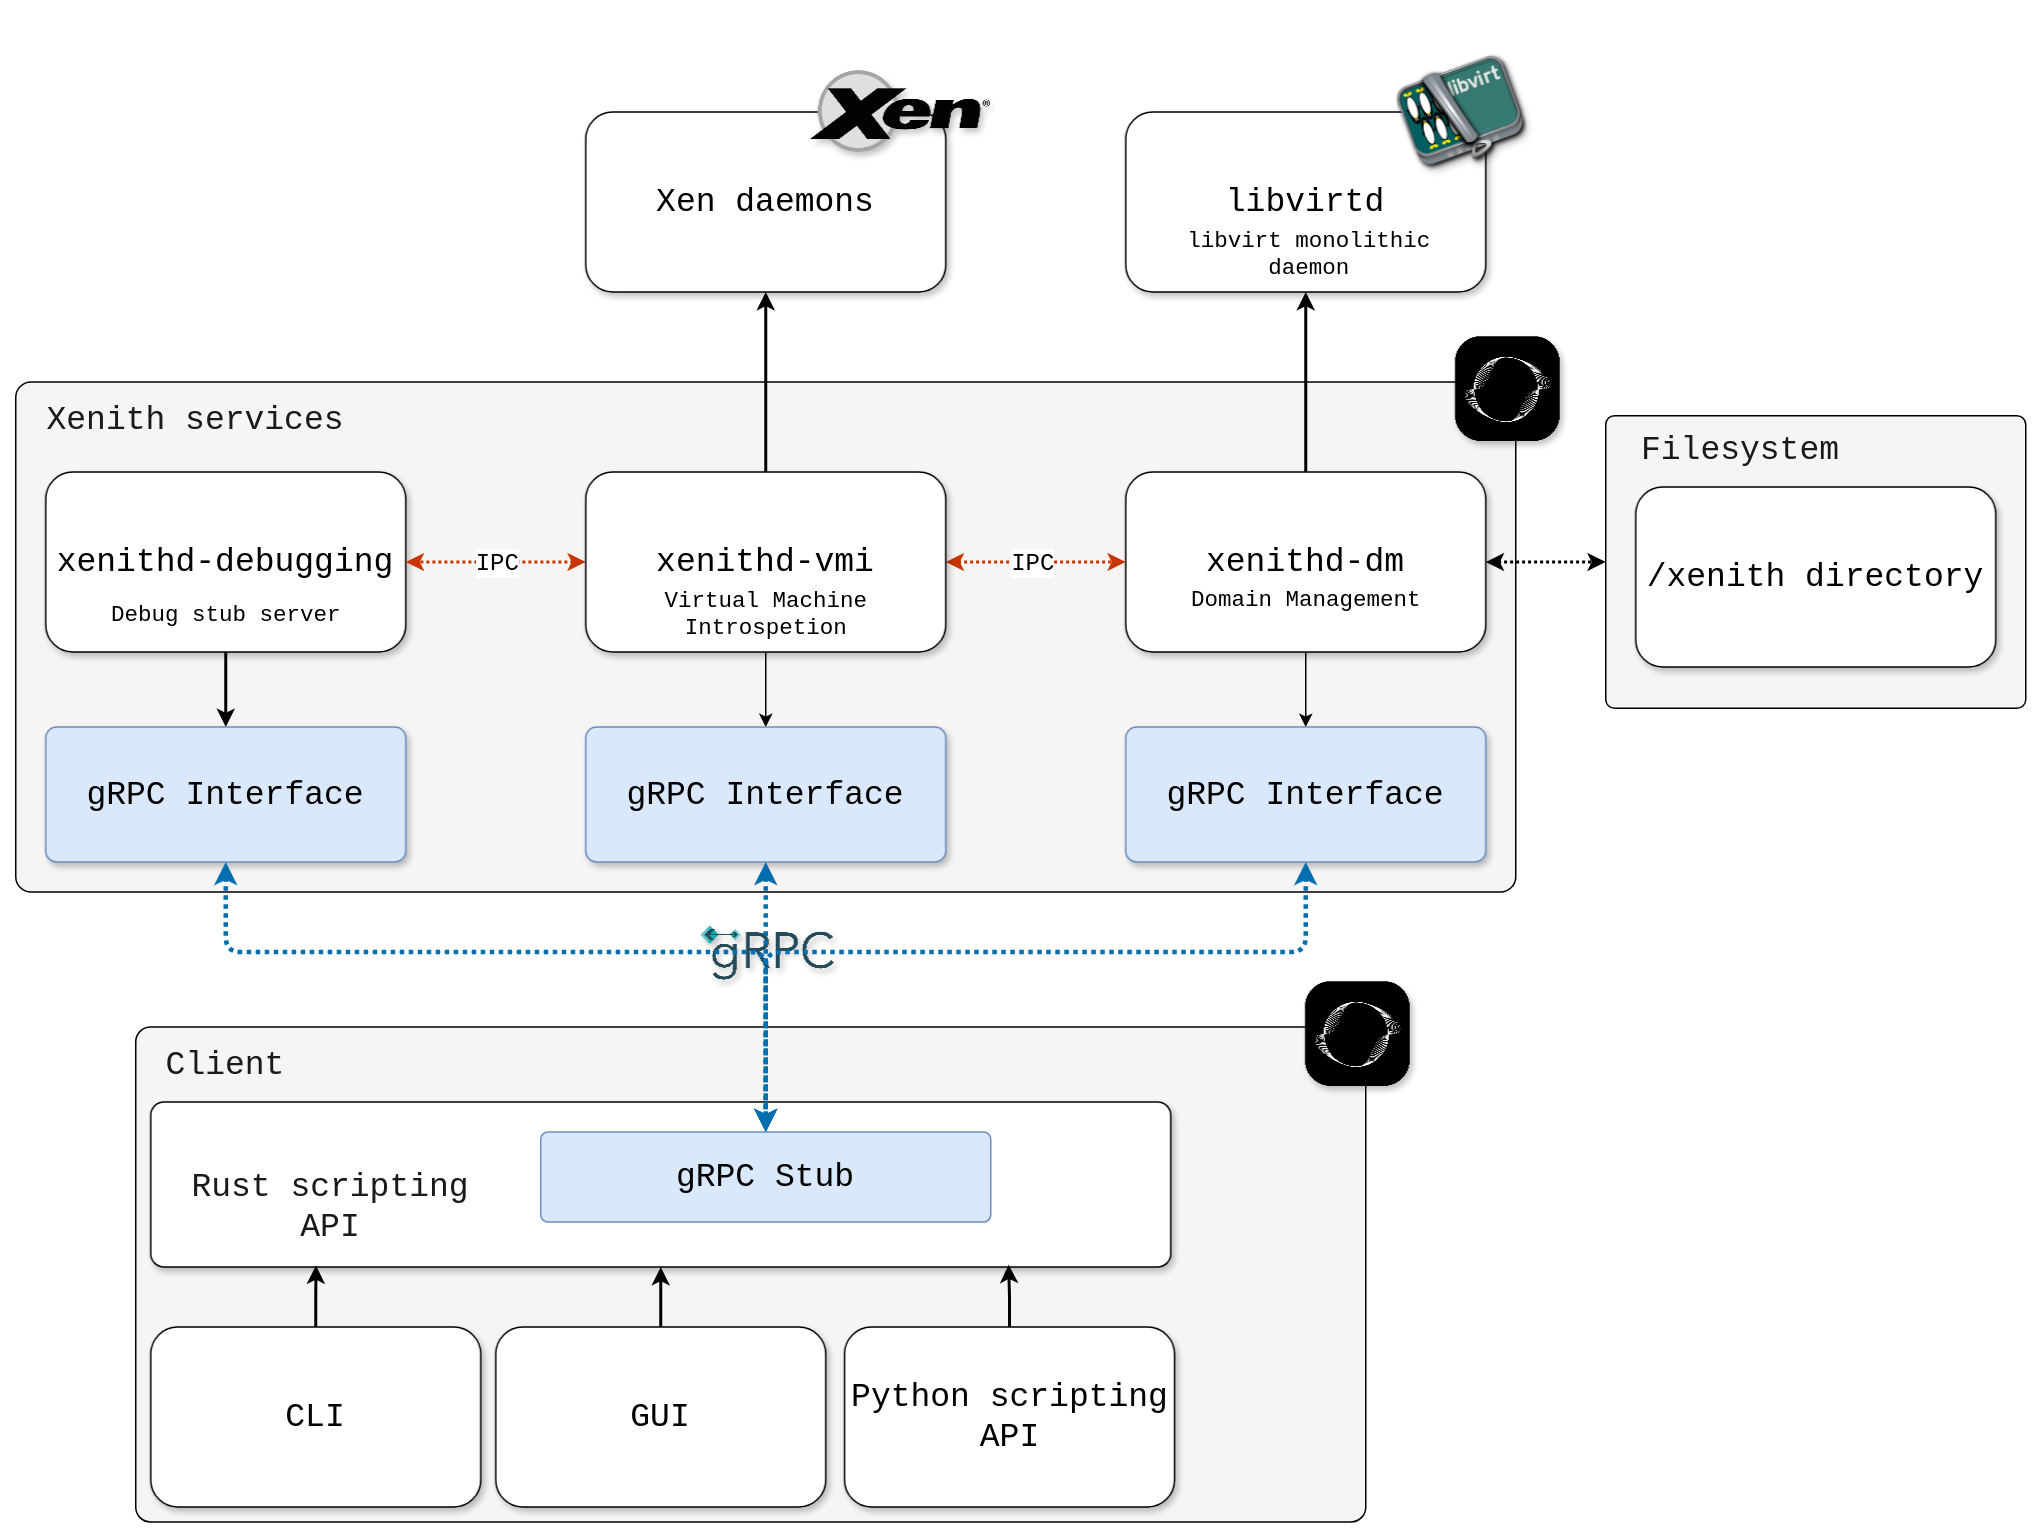 Xen®
libvirt
Xen daemons
libvirtd
libvirt monolithic
daemon
Xenith services
Filesystem
xenithd-debugging
Debug stub server
IPC
xenithd-vmi
Virtual Machine
Introspetion
IPC
xenithd-dm
Domain Management
/xenith directory
gRPC Interface
gRPC Interface
gRPC Interface
gRPC
Client
Rust scripting
API
gRPC Stub
CLI
GUI
Python scripting
API